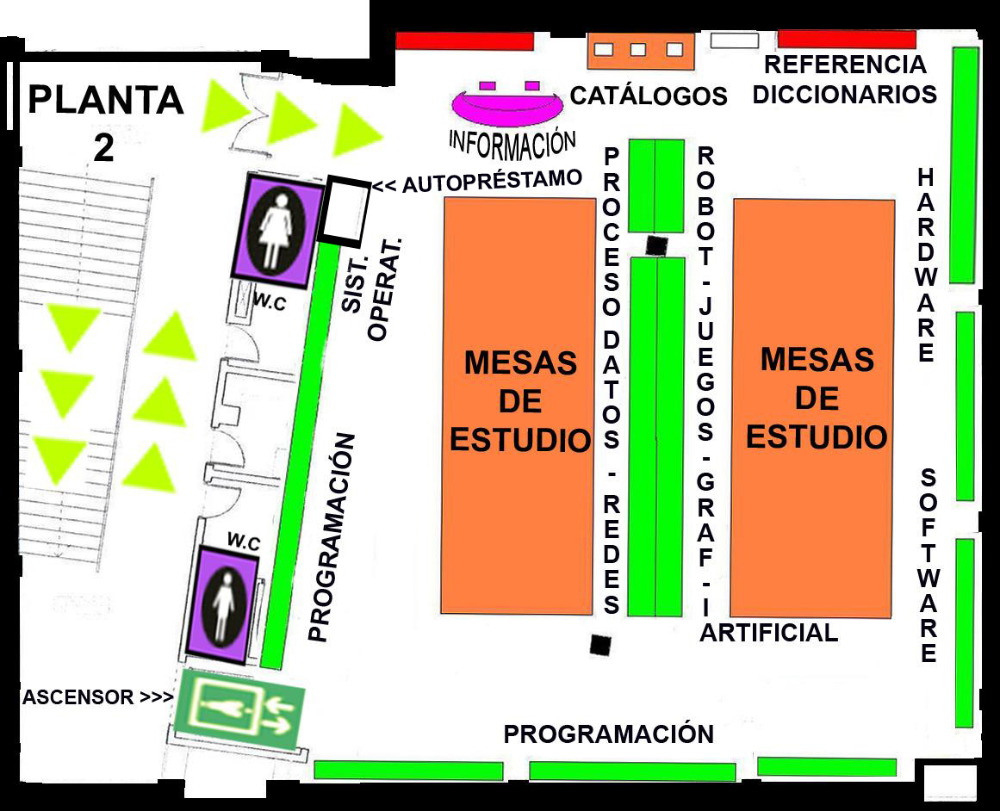 PLANTA
2
CATÁLOGOS
REFERENCIA
DICCIONARIOS
INFORMACIÓN
<< AUTOPRÉSTAMO
W.C
SIST.
OPERAT.
PROGRAMACIÓN
MESAS
DE
ESTUDIO
PROCESO DATOS - REDES
ROBOT-JUEGOS-GRAF-I
ARTIFICIAL
MESAS
DE
ESTUDIO
HARDWARE
SOFTWARE
W.C
ASCENSOR >>>
PROGRAMACIÓN